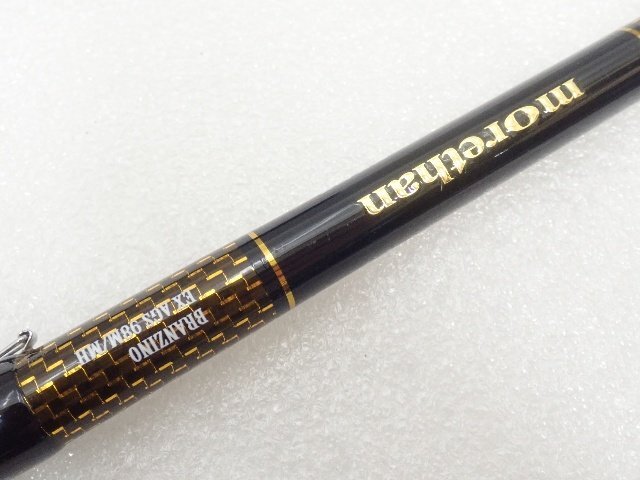 morethan
BRANZINO
EX AGS 98M/MH